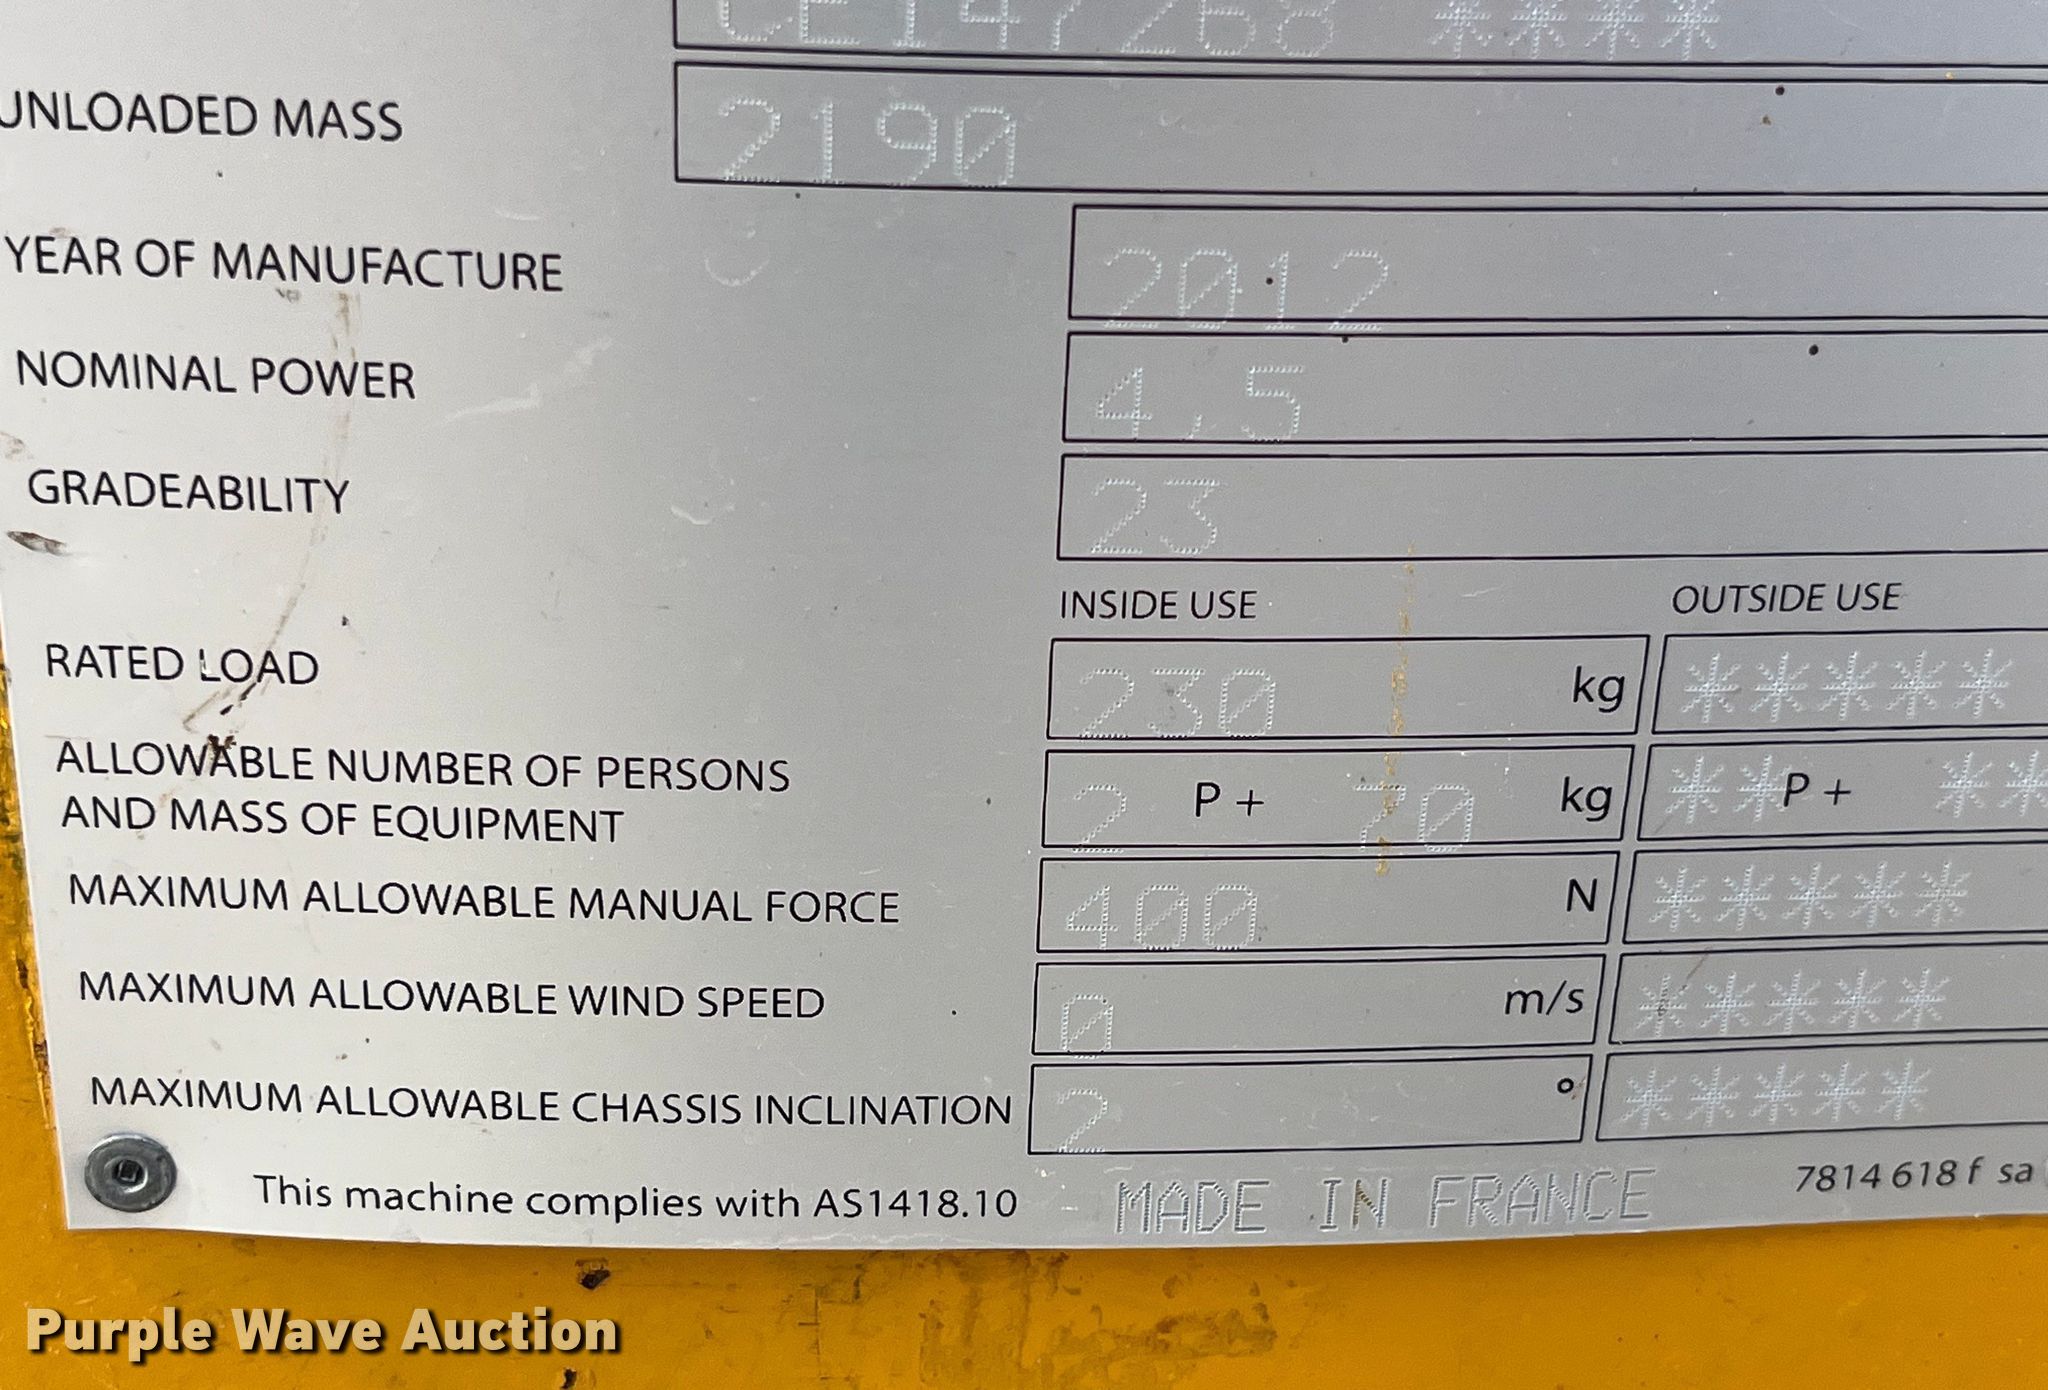 CE147268 ****
UNLOADED MASS 2190
YEAR OF MANUFACTURE 2012
NOMINAL POWER 4,5
GRADEABILITY 23
INSIDE USE OUTSIDE USE
RATED LOAD 230 kg *****
ALLOWABLE NUMBER OF PERSONS
AND MASS OF EQUIPMENT 2 P + 70 kg ** P + **
MAXIMUM ALLOWABLE MANUAL FORCE 400 N *****
MAXIMUM ALLOWABLE WIND SPEED 0 m/s *****
MAXIMUM ALLOWABLE CHASSIS INCLINATION 2 ° *****
This machine complies with AS1418.10 MADE IN FRANCE 7814 618 f sa
Purple Wave Auction